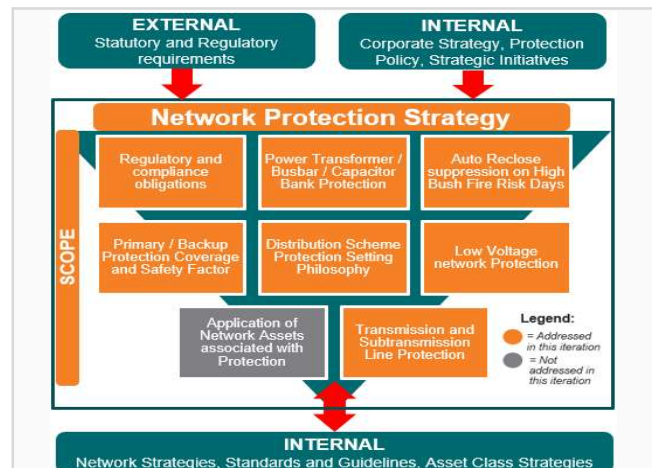 EXTERNAL
Statutory and Regulatory
requirements
INTERNAL
Corporate Strategy, Protection
Policy, Strategic Initiatives
Network Protection Strategy
SCOPE
Regulatory and
compliance
obligations
Power Transformer /
Busbar / Capacitor
Bank Protection
Auto Reclose
suppression on High
Bush Fire Risk Days
Primary / Backup
Protection Coverage
and Safety Factor
Distribution Scheme
Protection Setting
Philosophy
Low Voltage
network Protection
Application of
Network Assets
associated with
Protection
Transmission and
Subtransmission
Line Protection
Legend:
= Addressed
in this iteration
= Not
addressed in
this iteration
INTERNAL
Network Strategies, Standards and Guidelines, Asset Class Strategies